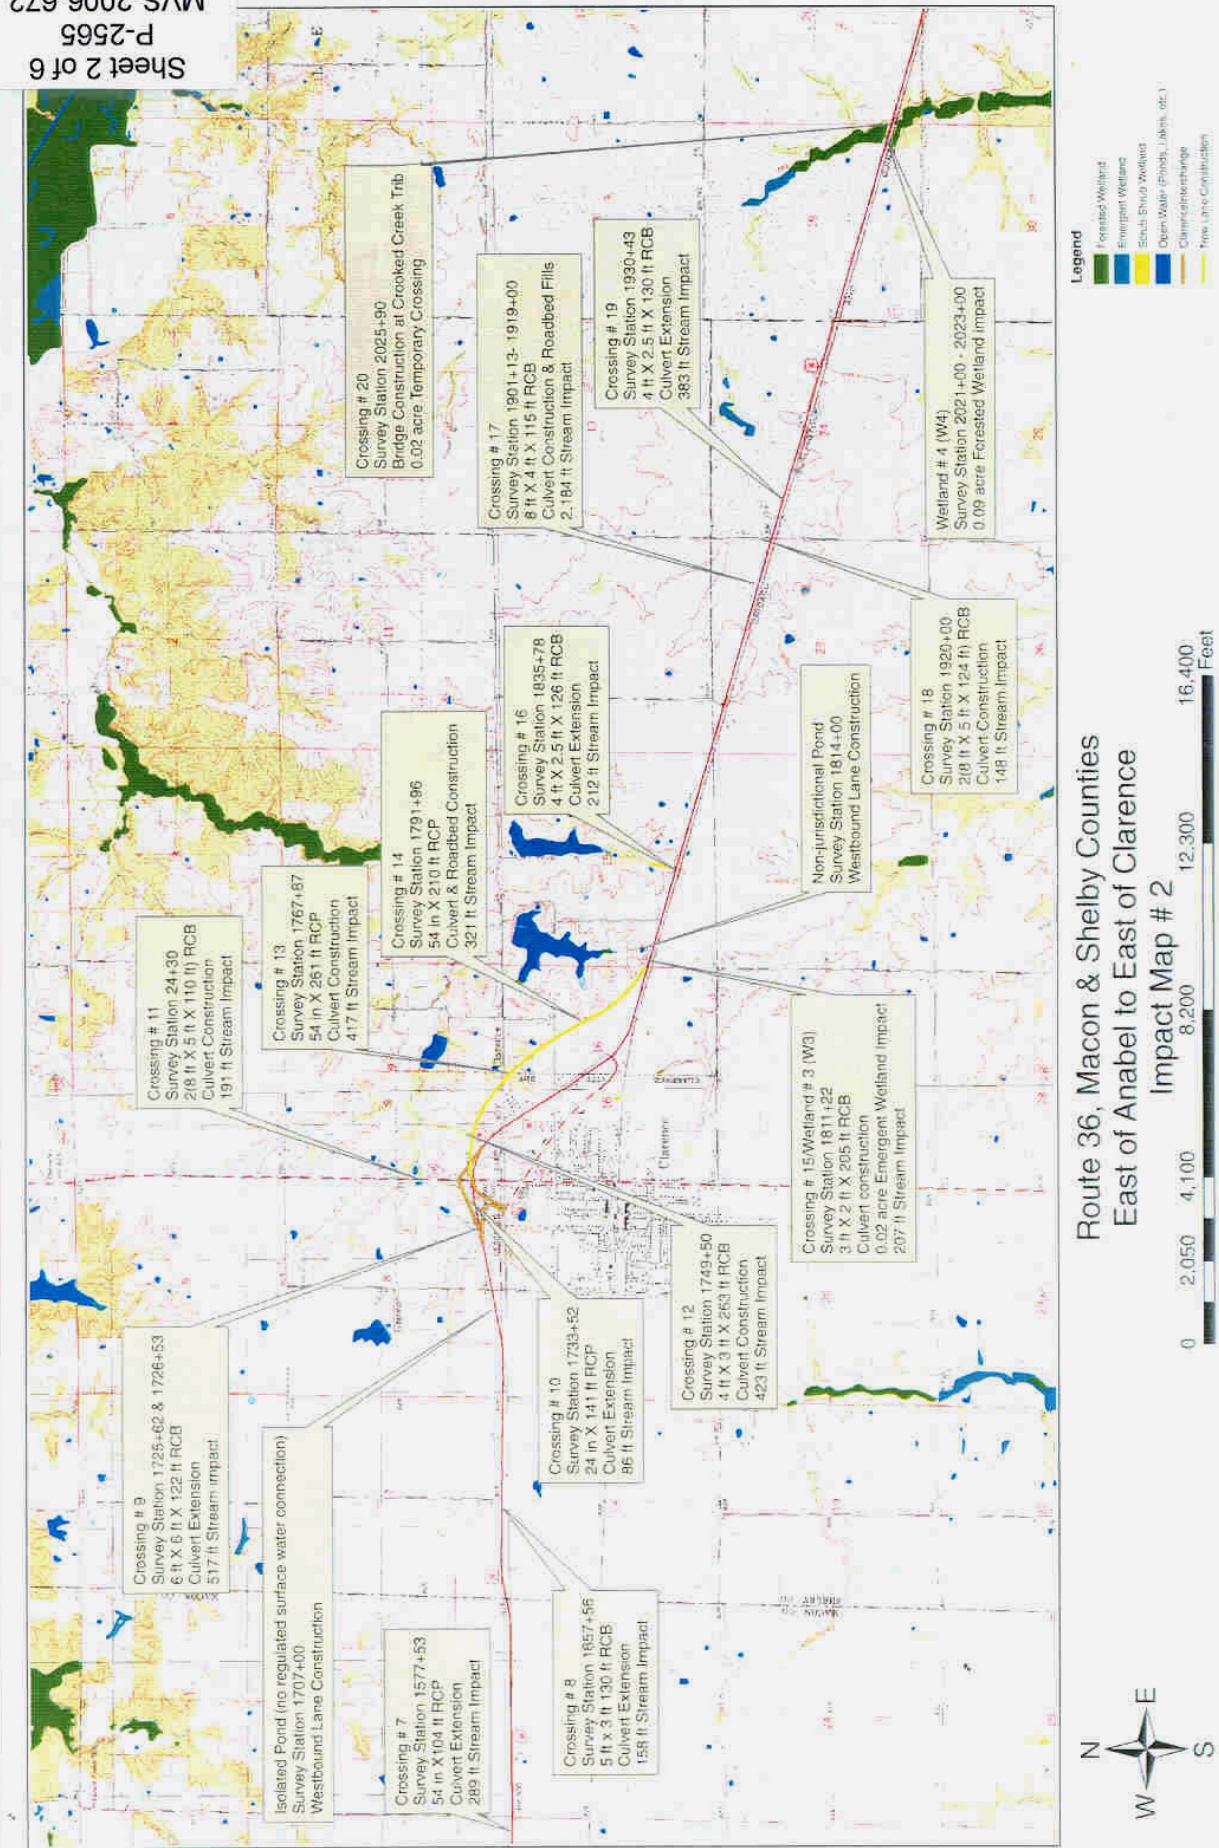 Sheet 2 of 6
P-2565
MVS 2006 672
Crossing # 9
Survey Station 1725+62 & 1726+53
6 ft X 6 ft X 122 ft RCB
Culvert Extension
517 ft Stream Impact
Isolated Pond (no regulated surface water connection)
Survey Station 1707+00
Westbound Lane Construction
Crossing # 7
Survey Station 1577+53
54 in X104 ft RCP
Culvert Extension
289 ft Stream Impact
Crossing # 8
Survey Station 1657+56
5 ft x 3 ft 130 ft RCB
Culvert Extension
158 ft Stream Impact
Crossing # 11
Survey Station 24+30
2(8 ft X 5 ft X 110 ft) RCB
Culvert Construction
191 ft Stream Impact
Crossing # 13
Survey Station 1767+87
54 in X 261 ft RCP
Culvert Construction
417 ft Stream Impact
Crossing # 14
Survey Station 1791+96
54 in X 210 ft RCP
Culvert & Roadbed Construction
321 ft Stream Impact
Crossing # 10
Survey Station 1733+52
24 in X 141 ft RCP
Culvert Extension
86 ft Stream Impact
Crossing # 12
Survey Station 1749+50
4 ft X 3 ft X 263 ft RCB
Culvert Construction
423 ft Stream Impact
Crossing # 15/Wetland # 3 (W3)
Survey Station 1811+22
3 ft X 2 ft X 205 ft RCB
Culvert construction
0.02 acre Emergent Wetland Impact
207 ft Stream Impact
Crossing # 16
Survey Station 1835+78
4 ft X 2.5 ft X 126 ft RCB
Culvert Extension
212 ft Stream Impact
Non-jurisdictional Pond
Survey Station 1814+00
Westbound Lane Construction
Crossing # 20
Survey Station 2025+90
Bridge Construction at Crooked Creek Trib
0.02 acre Temporary Crossing
Crossing # 17
Survey Station 1901+13- 1919+00
8 ft X 4 ft X 115 ft RCB
Culvert Construction & Roadbed Fills
2,184 ft Stream Impact
Crossing # 19
Survey Station 1930+43
4 ft X 2.5 ft X 130 ft RCB
Culvert Extension
383 ft Stream Impact
Crossing # 18
Survey Station 1920+00
2(8 ft X 5 ft X 124 ft) RCB
Culvert Construction
148 ft Stream Impact
Wetland # 4 (W4)
Survey Station 2021+00 - 2023+00
0.09 acre Forested Wetland Impact
Clarence
Legend
Forested Wetland
Emergent Wetland
Scrub-Shrub Wetland
Open Water (Ponds, Lakes, etc.)
Clarence Interchange
New Lane Construction
Route 36, Macon & Shelby Counties
East of Anabel to East of Clarence
Impact Map # 2
0 2,050 4,100 8,200 12,300 16,400
Feet
N
W E
S